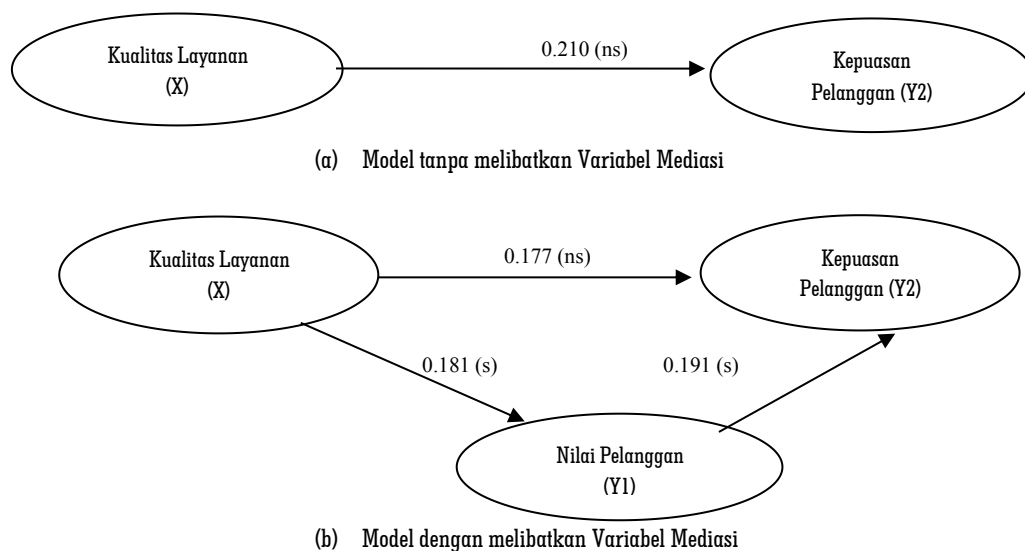 Kualitas Layanan
(X)
0.210 (ns)
Kepuasan
Pelanggan (Y2)
(a) Model tanpa melibatkan Variabel Mediasi
Kualitas Layanan
(X)
0.177 (ns)
Kepuasan
Pelanggan (Y2)
0.181 (s)
0.191 (s)
Nilai Pelanggan
(Y1)
(b) Model dengan melibatkan Variabel Mediasi